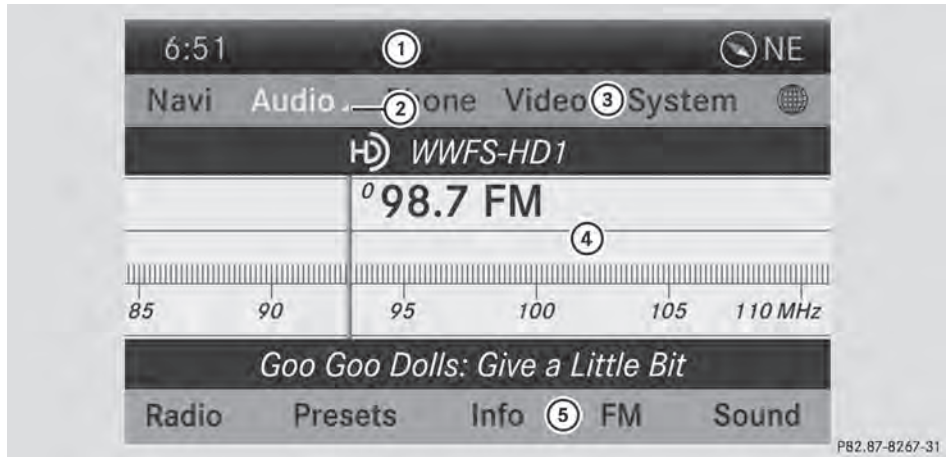 6:51 1 NE
Navi Audio 2 Phone Video 3 System
HD WWFS-HD1
0 98.7 FM
4
85 90 95 100 105 110 MHz
Goo Goo Dolls: Give a Little Bit
Radio Presets Info 5 FM Sound
P82.87-8267-31